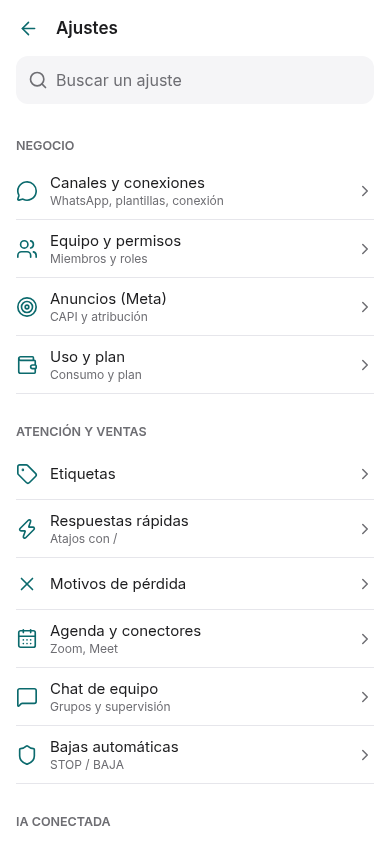 Ajustes
Buscar un ajuste
NEGOCIO
Canales y conexiones
WhatsApp, plantillas, conexión
Equipo y permisos
Miembros y roles
Anuncios (Meta)
CAPI y atribución
Uso y plan
Consumo y plan
ATENCIÓN Y VENTAS
Etiquetas
Respuestas rápidas
Atajos con /
Motivos de pérdida
Agenda y conectores
Zoom, Meet
Chat de equipo
Grupos y supervisión
Bajas automáticas
STOP / BAJA
IA CONECTADA